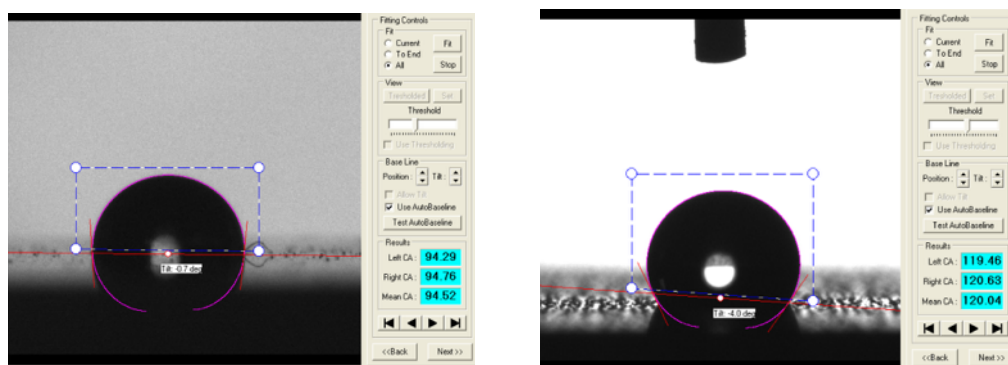 Fitting Controls
Fit
Current
Fit
To End
All
Stop
View
Tresholded
Set
Threshold
Use Thresholding
Base Line
Position :
Tilt :
Allow Tilt
Use AutoBaseline
Test AutoBaseline
Results
Left CA : 94.29
Right CA : 94.76
Mean CA : 94.52
<<Back
Next >>
Tilt: -0.7 deg
Fitting Controls
Fit
Current
Fit
To End
All
Stop
View
Tresholded
Set
Threshold
Use Thresholding
Base Line
Position :
Tilt :
Allow Tilt
Use AutoBaseline
Test AutoBaseline
Results
Left CA : 119.46
Right CA : 120.63
Mean CA : 120.04
<<Back
Next >>
Tilt: -4.0 deg